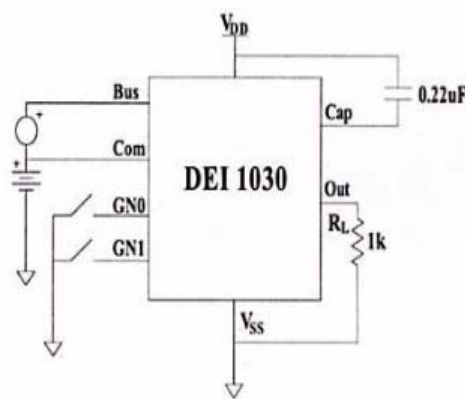 VDD
Bus
0.22uF
Cap
Com
DEI 1030
Out
GN0
RL
1k
GN1
VSS
+
+